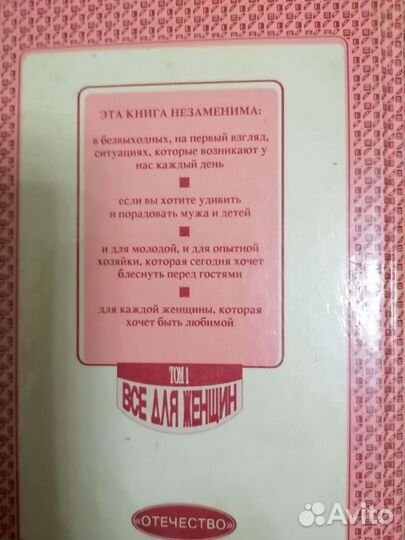 ЭТА КНИГА НЕЗАМЕНИМА:
в безвыходных, на первый взгляд,
ситуациях, которые возникают у
нас каждый день
если вы хотите удивить
и порадовать мужа и детей
и для молодой, и для опытной
хозяйки, которая сегодня хочет
блеснуть перед гостями
для каждой женщины, которая
хочет быть любимой
ТОМ 1
ВСЕ ДЛЯ ЖЕНЩИН
«ОТЕЧЕСТВО»
Avito